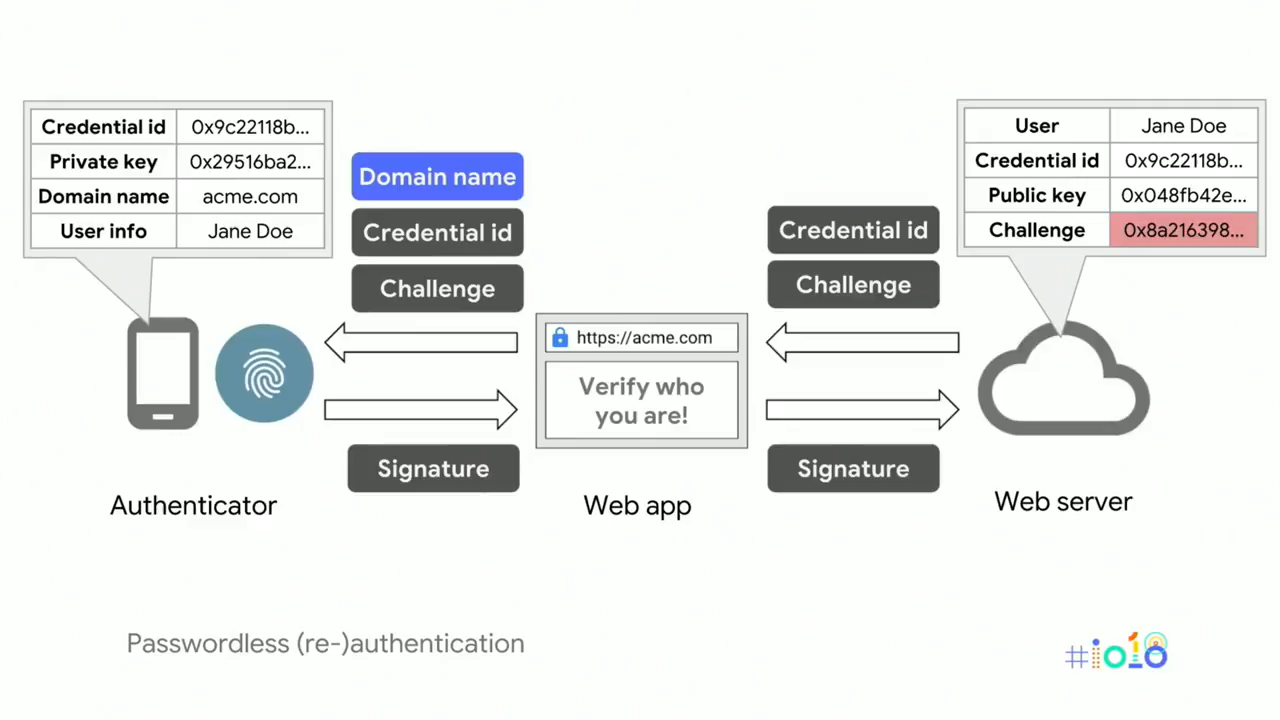 Credential id 0x9c22118b...
Private key 0x29516ba2...
Domain name acme.com
User info Jane Doe
Domain name
Credential id
Challenge
Credential id
Challenge
User Jane Doe
Credential id 0x9c22118b...
Public key 0x048fb42e...
Challenge 0x8a216398...
https://acme.com
Verify who
you are!
Signature
Signature
Authenticator
Web app
Web server
Passwordless (re-)authentication
#io18